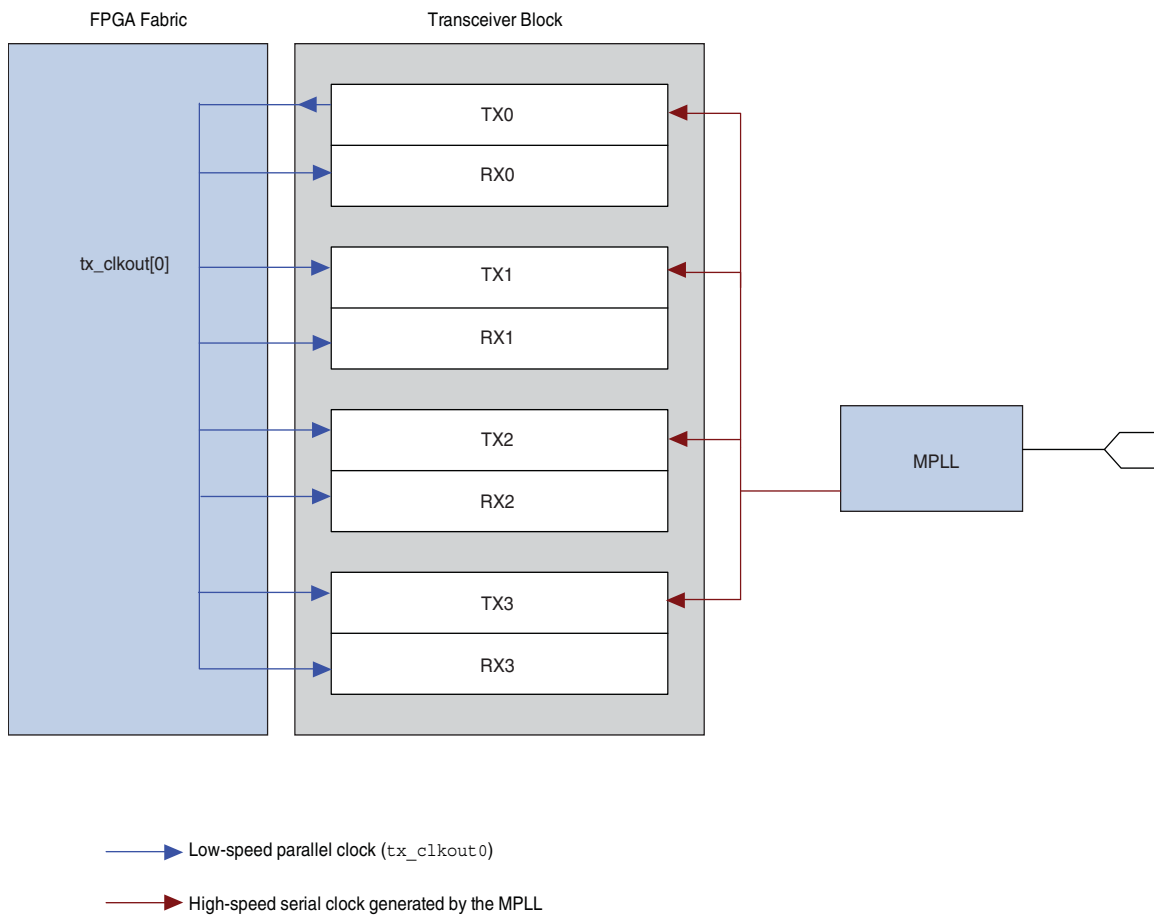 FPGA Fabric
Transceiver Block
TX0
RX0
tx_clkout[0]
TX1
RX1
TX2
RX2
MPLL
TX3
RX3
Low-speed parallel clock (tx_clkout0)
High-speed serial clock generated by the MPLL